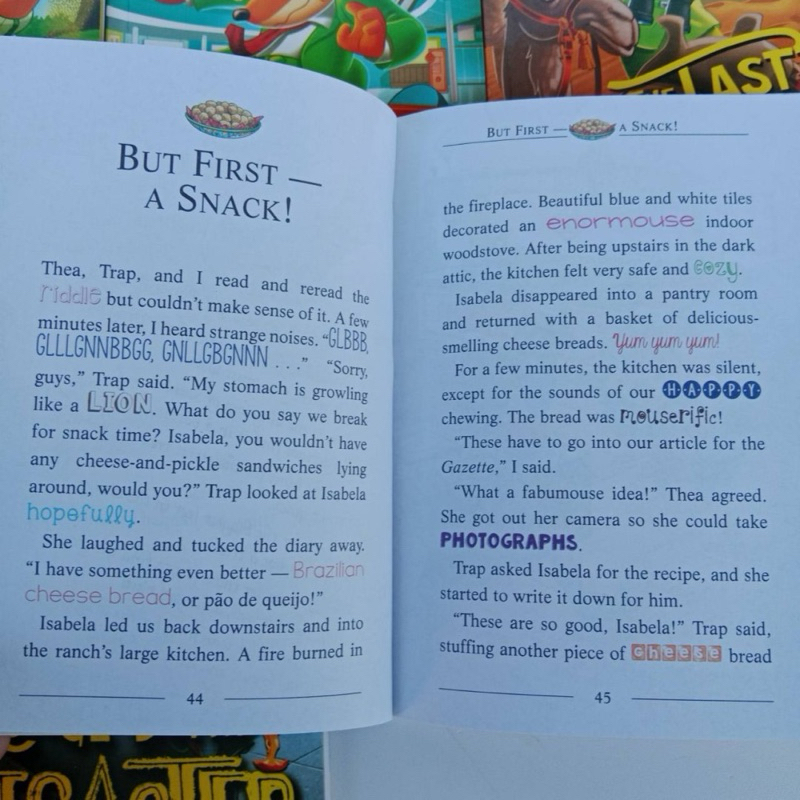 LAST
BUT FIRST —
A SNACK!
Thea, Trap, and I read and reread the
riddle but couldn't make sense of it. A few
minutes later, I heard strange noises. "GLBBB,
GLLLGNNBBGG, GNLLGBGNNN . . ." "Sorry,
guys," Trap said. "My stomach is growling
like a LION. What do you say we break
for snack time? Isabela, you wouldn't have
any cheese-and-pickle sandwiches lying
around, would you?" Trap looked at Isabela
hopefully.
She laughed and tucked the diary away.
"I have something even better — Brazilian
cheese bread, or pão de queijo!"
Isabela led us back downstairs and into
the ranch's large kitchen. A fire burned in
44
BUT FIRST — A SNACK!
the fireplace. Beautiful blue and white tiles
decorated an enormouse indoor
woodstove. After being upstairs in the dark
attic, the kitchen felt very safe and cozy.
Isabela disappeared into a pantry room
and returned with a basket of delicious-
smelling cheese breads. Yum yum yum!
For a few minutes, the kitchen was silent,
except for the sounds of our HAPPY
chewing. The bread was mouserific!
"These have to go into our article for the
Gazette," I said.
"What a fabumouse idea!" Thea agreed.
She got out her camera so she could take
PHOTOGRAPHS.
Trap asked Isabela for the recipe, and she
started to write it down for him.
"These are so good, Isabela!" Trap said,
stuffing another piece of cheese bread
45